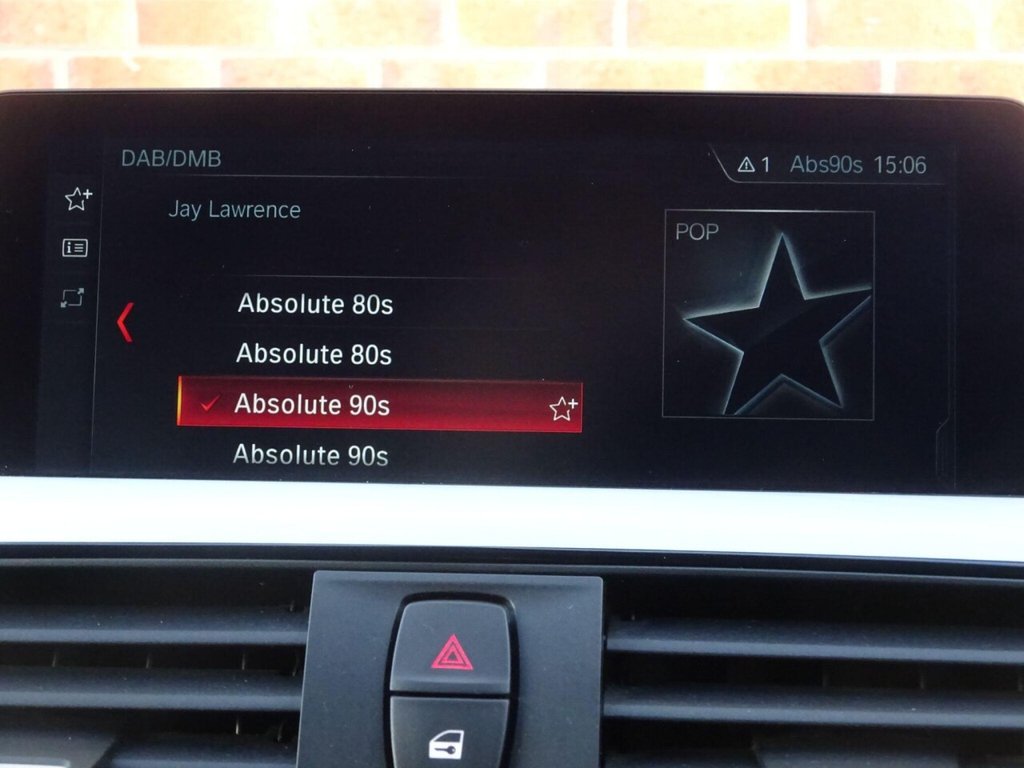 DAB/DMB
1 Abs90s 15:06
Jay Lawrence
POP
Absolute 80s
Absolute 80s
Absolute 90s
Absolute 90s